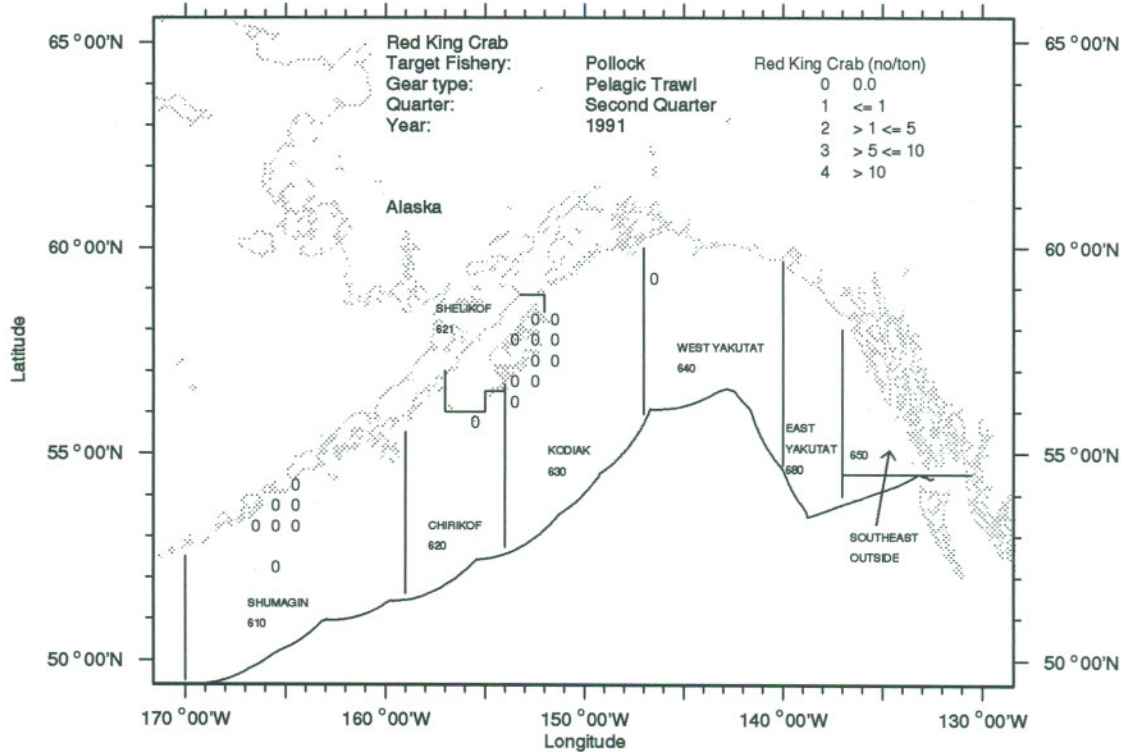 Red King Crab
Target Fishery: Pollock
Gear type: Pelagic Trawl
Quarter: Second Quarter
Year: 1991
Red King Crab (no/ton)
0 0.0
1 <= 1
2 > 1 <= 5
3 > 5 <= 10
4 > 10
65 °00'N
65 °00'N
Alaska
60 °00'N
60 °00'N
0
SHELIKOF
621
0 0
0 0 0
0 0
0 0
0
0
WEST YAKUTAT
640
Latitude
55 °00'N
55 °00'N
EAST
YAKUTAT
680
650
KODIAK
630
0
0 0
0 0 0
0
CHIRIKOF
620
SOUTHEAST
OUTSIDE
SHUMAGIN
610
50 °00'N
50 °00'N
170 °00'W
160 °00'W
150 °00'W
140 °00'W
130 °00'W
Longitude